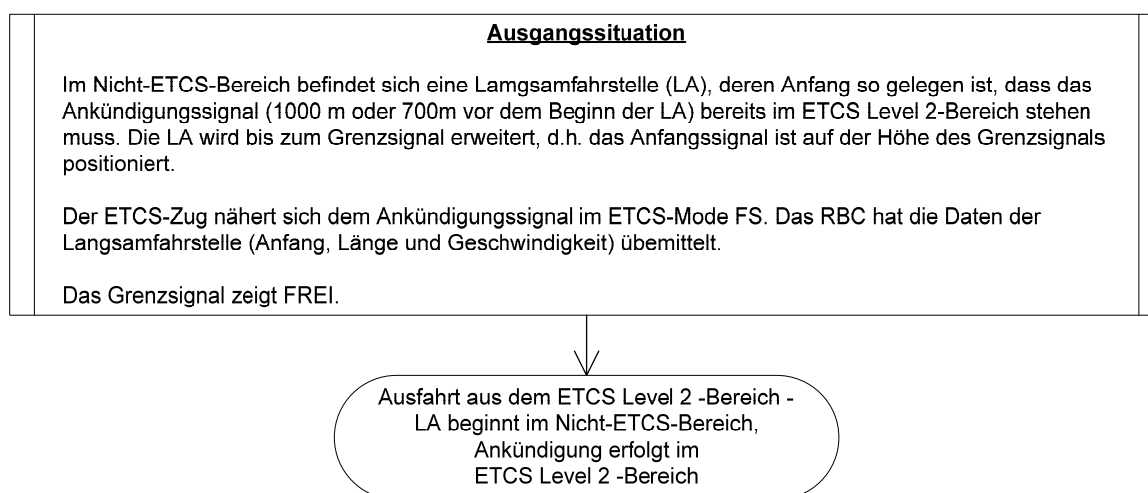 Ausgangssituation
Im Nicht-ETCS-Bereich befindet sich eine Lamgsamfahrstelle (LA), deren Anfang so gelegen ist, dass das
Ankündigungssignal (1000 m oder 700m vor dem Beginn der LA) bereits im ETCS Level 2-Bereich stehen
muss. Die LA wird bis zum Grenzsignal erweitert, d.h. das Anfangssignal ist auf der Höhe des Grenzsignals
positioniert.
Der ETCS-Zug nähert sich dem Ankündigungssignal im ETCS-Mode FS. Das RBC hat die Daten der
Langsamfahrstelle (Anfang, Länge und Geschwindigkeit) übemittelt.
Das Grenzsignal zeigt FREI.
Ausfahrt aus dem ETCS Level 2 -Bereich -
LA beginnt im Nicht-ETCS-Bereich,
Ankündigung erfolgt im
ETCS Level 2 -Bereich